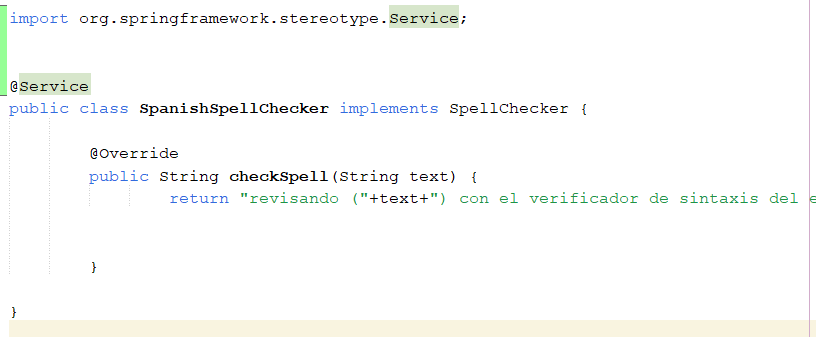 import org.springframework.stereotype.Service;
@Service
public class SpanishSpellChecker implements SpellChecker {
@Override
public String checkSpell(String text) {
return "revisando ("+text+") con el verificador de sintaxis del
}
}